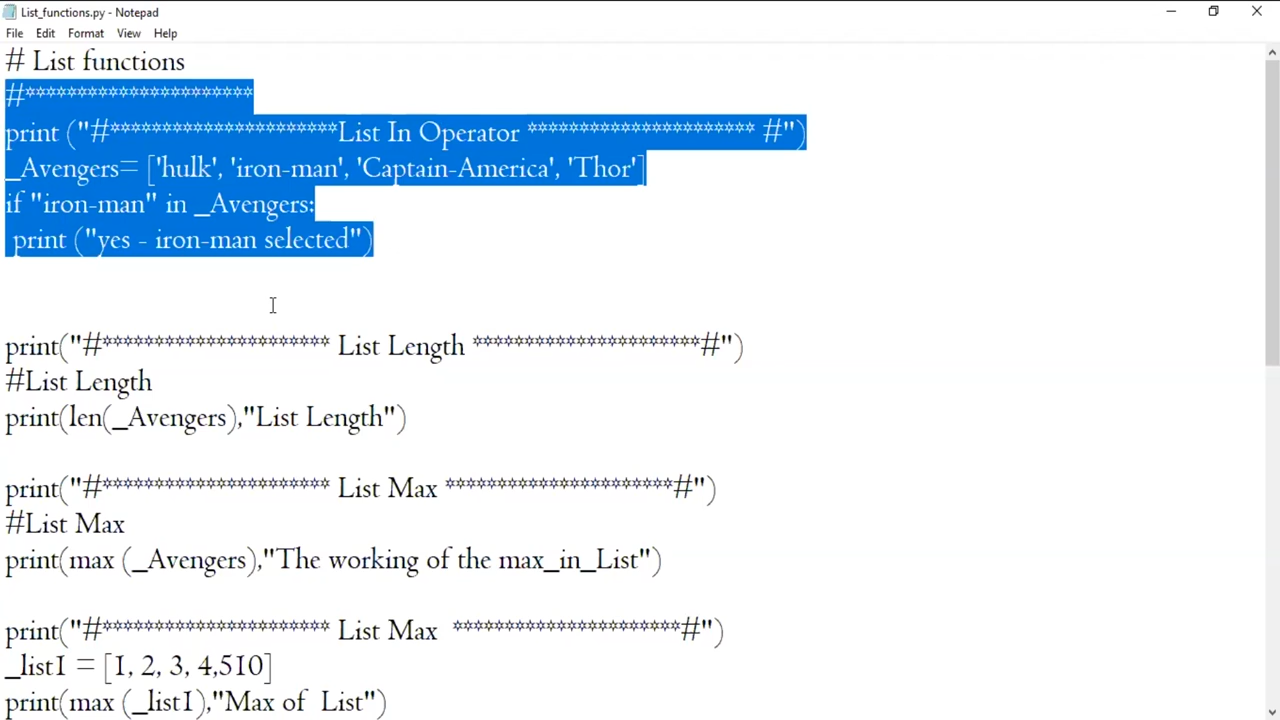 List_functions.py - Notepad
File Edit Format View Help
# List functions
#**********************
print ("#**********************List In Operator ********************** #")
_Avengers= ['hulk', 'iron-man', 'Captain-America', 'Thor']
if "iron-man" in _Avengers:
 print ("yes - iron-man selected")
print("#********************** List Length **********************#")
#List Length
print(len(_Avengers),"List Length")
print("#********************** List Max **********************#")
#List Max
print(max (_Avengers),"The working of the max_in_List")
print("#********************** List Max  **********************#")
_list1 = [1, 2, 3, 4,510]
print(max (_list1),"Max of  List")